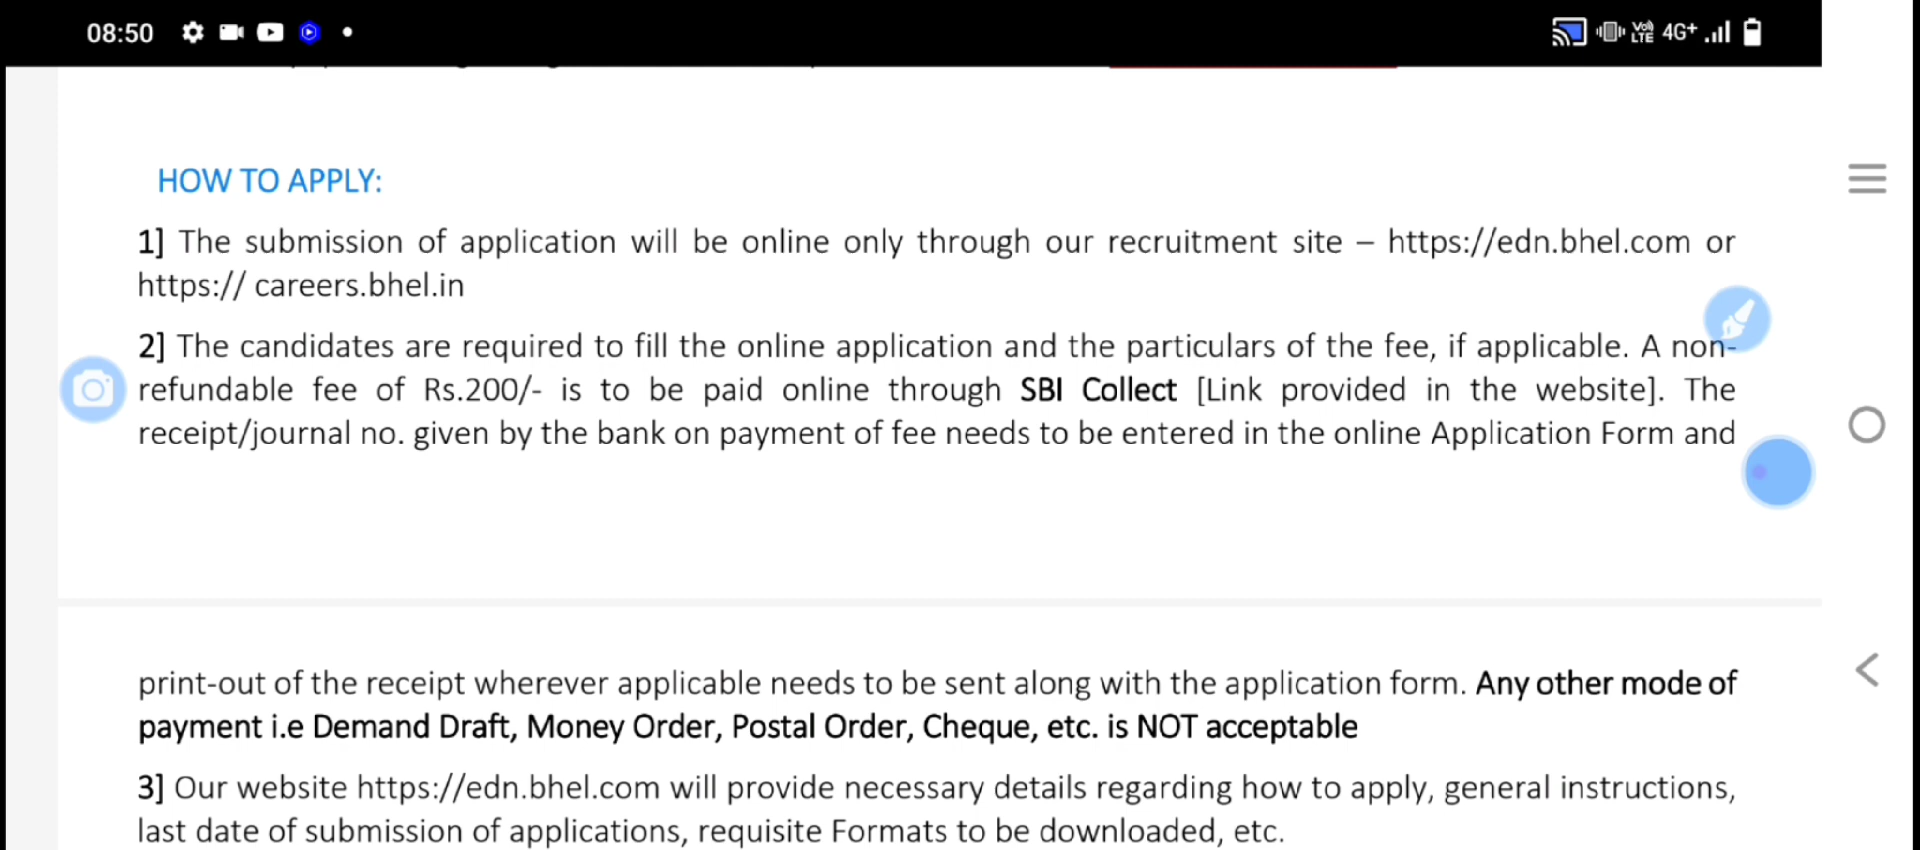 08:50
Vo)) LTE 4G+
HOW TO APPLY:
1] The submission of application will be online only through our recruitment site – https://edn.bhel.com or
https:// careers.bhel.in
2] The candidates are required to fill the online application and the particulars of the fee, if applicable. A non-
refundable fee of Rs.200/- is to be paid online through SBI Collect [Link provided in the website]. The
receipt/journal no. given by the bank on payment of fee needs to be entered in the online Application Form and
print-out of the receipt wherever applicable needs to be sent along with the application form. Any other mode of
payment i.e Demand Draft, Money Order, Postal Order, Cheque, etc. is NOT acceptable
3] Our website https://edn.bhel.com will provide necessary details regarding how to apply, general instructions,
last date of submission of applications, requisite Formats to be downloaded, etc.